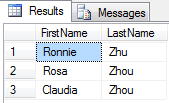 Results Messages
FirstName LastName
1 Ronnie Zhu
2 Rosa Zhou
3 Claudia Zhou